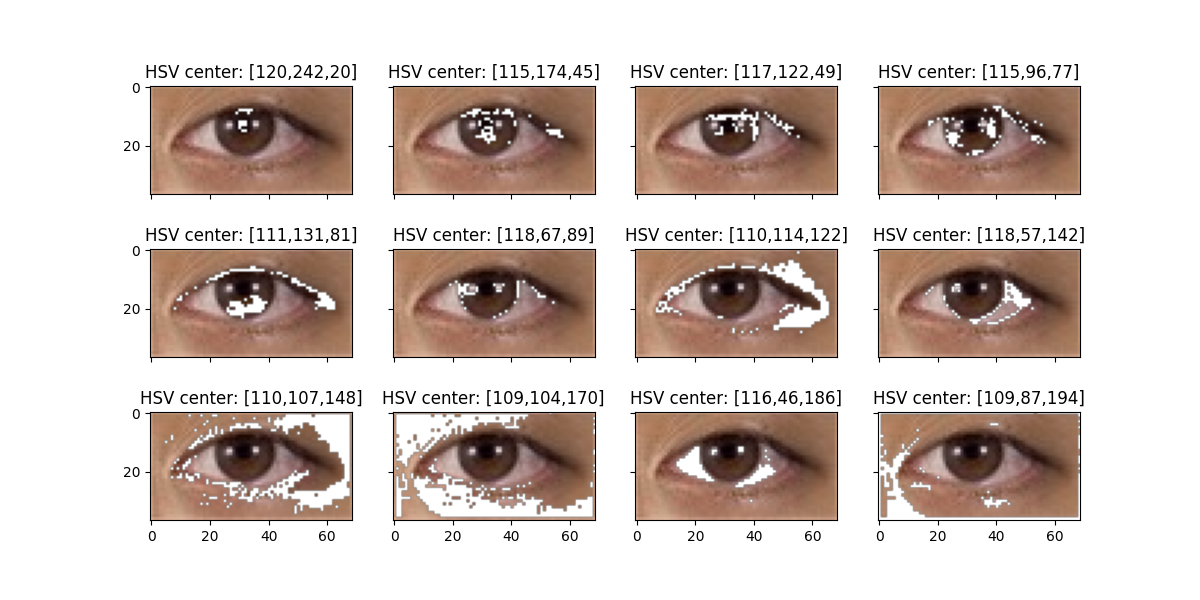 HSV center: [120,242,20] HSV center: [115,174,45] HSV center: [117,122,49] HSV center: [115,96,77]
0
20
HSV center: [111,131,81] HSV center: [118,67,89] HSV center: [110,114,122] HSV center: [118,57,142]
0
20
HSV center: [110,107,148] HSV center: [109,104,170] HSV center: [116,46,186] HSV center: [109,87,194]
0
20
0 20 40 60 0 20 40 60 0 20 40 60 0 20 40 60